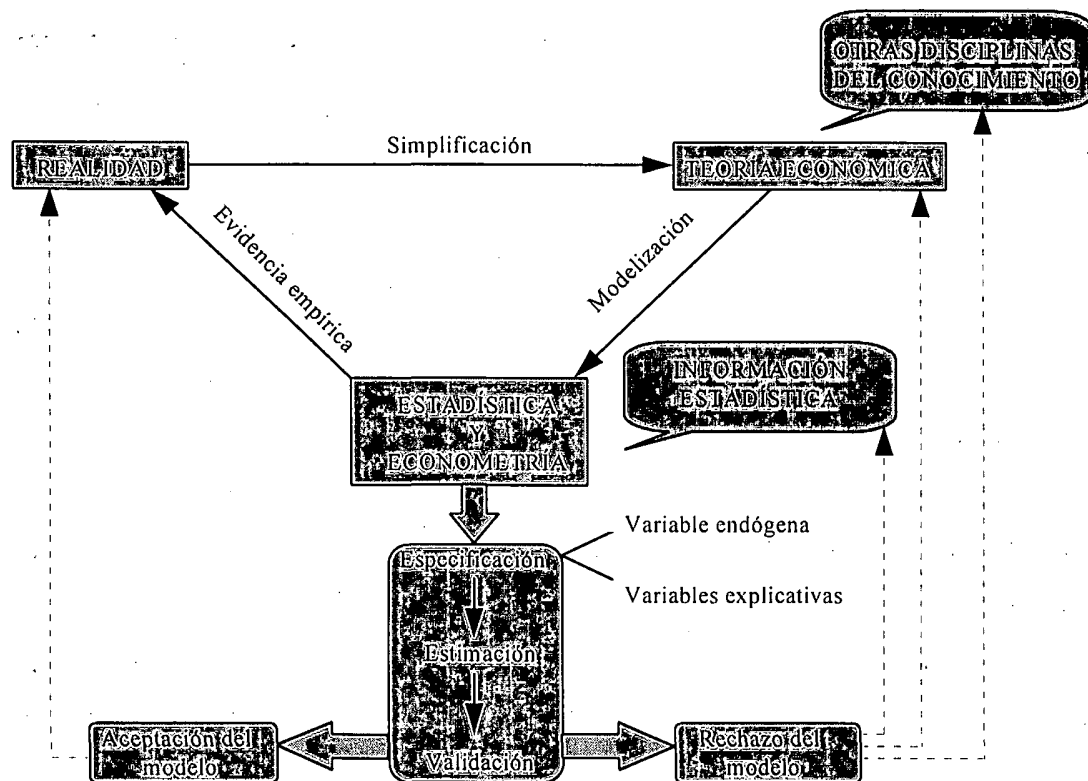 OTRAS DISCIPLINAS
DEL CONOCIMIENTO
Simplificación
REALIDAD
TEORÍA ECONÓMICA
Evidencia empírica
Modelización
INFORMACIÓN
ESTADÍSTICA
ESTADÍSTICA
Y
ECONOMETRIA
Variable endógena
Especificación
Variables explicativas
Estimación
Aceptación del
modelo
Validación
Rechazo del
modelo